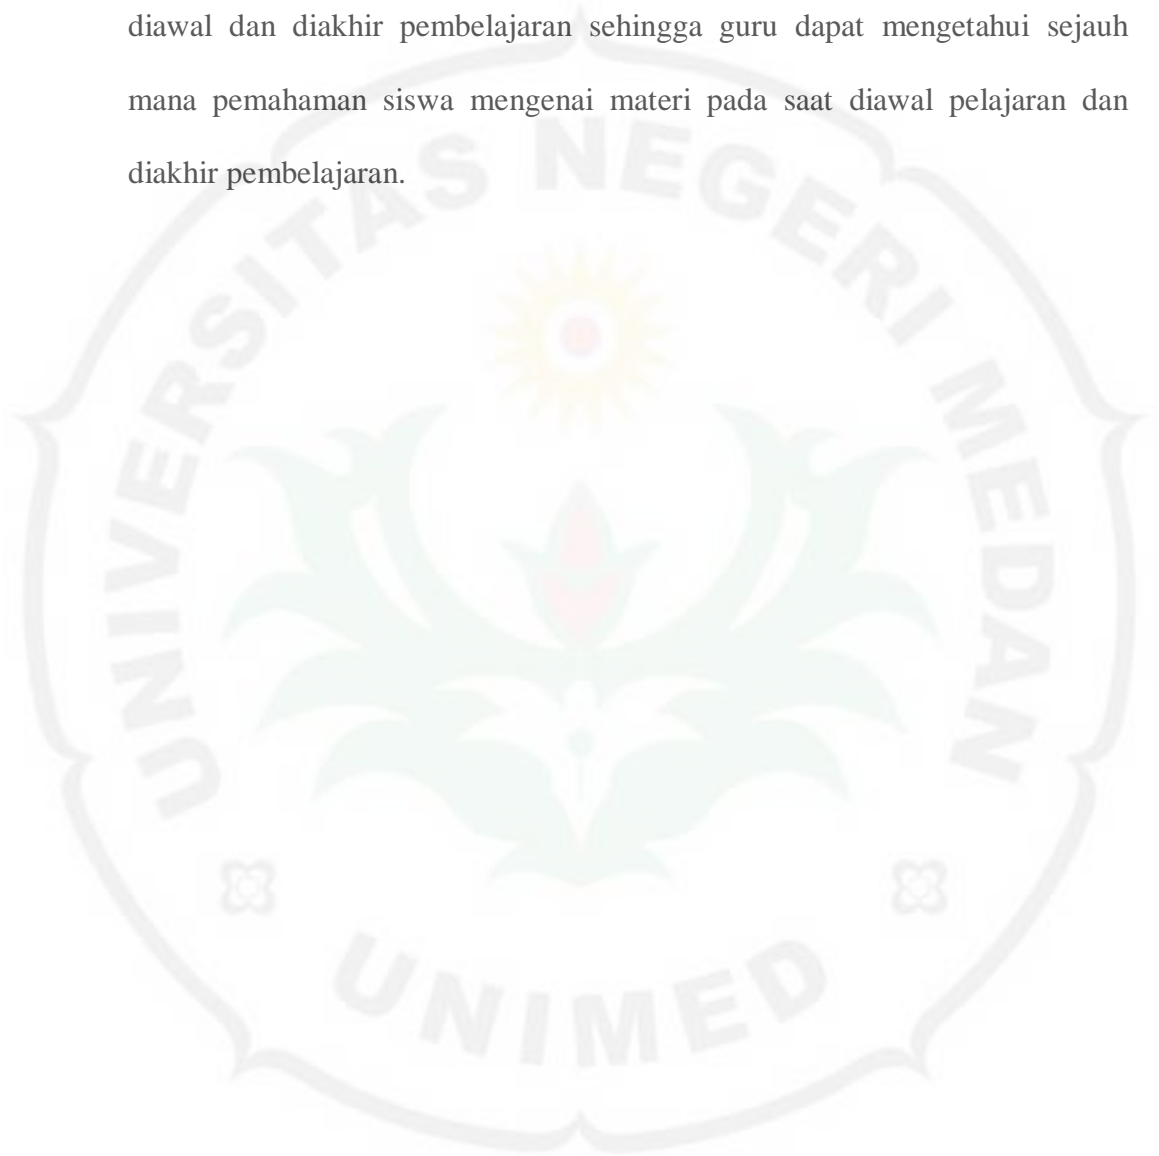 diawal dan diakhir pembelajaran sehingga guru dapat mengetahui sejauh
mana pemahaman siswa mengenai materi pada saat diawal pelajaran dan
diakhir pembelajaran.
UNIVERSITAS NEGERI MEDAN
UNIMED